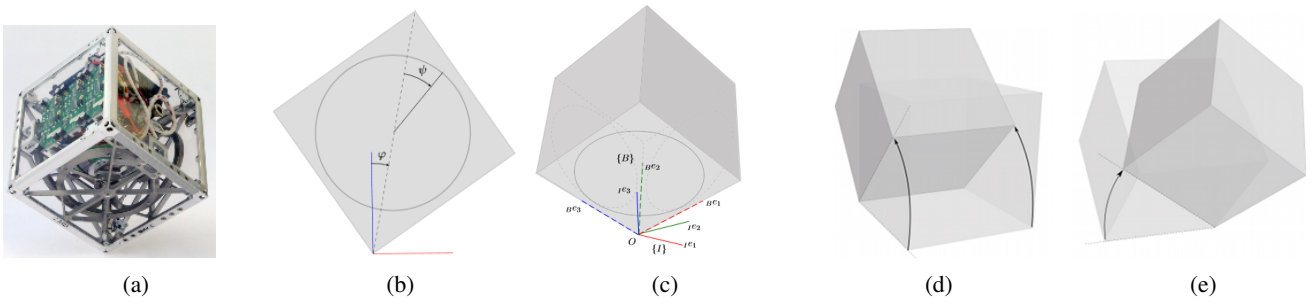 ψ
φ
{B}
Be2
Ie3
Be3
Be1
Ie2
O
{I}
Ie1
(a)
(b)
(c)
(d)
(e)